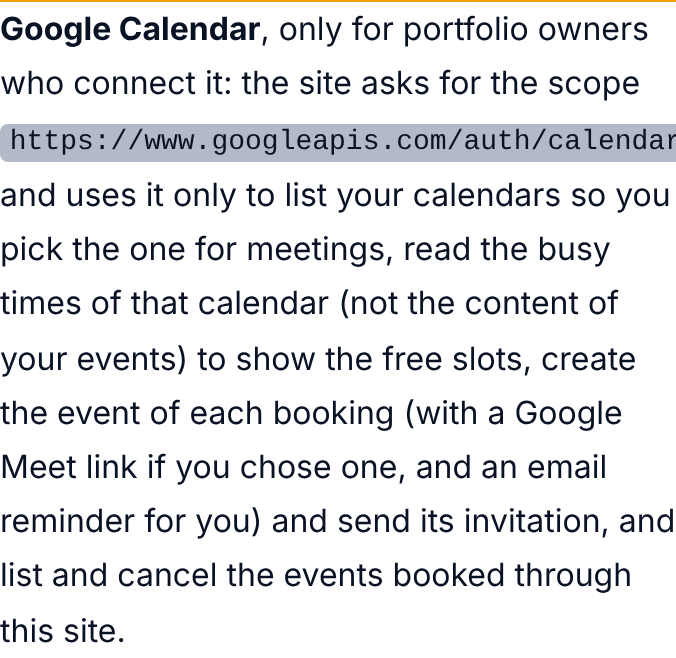 Google Calendar, only for portfolio owners
who connect it: the site asks for the scope
https://www.googleapis.com/auth/calendar
and uses it only to list your calendars so you
pick the one for meetings, read the busy
times of that calendar (not the content of
your events) to show the free slots, create
the event of each booking (with a Google
Meet link if you chose one, and an email
reminder for you) and send its invitation, and
list and cancel the events booked through
this site.